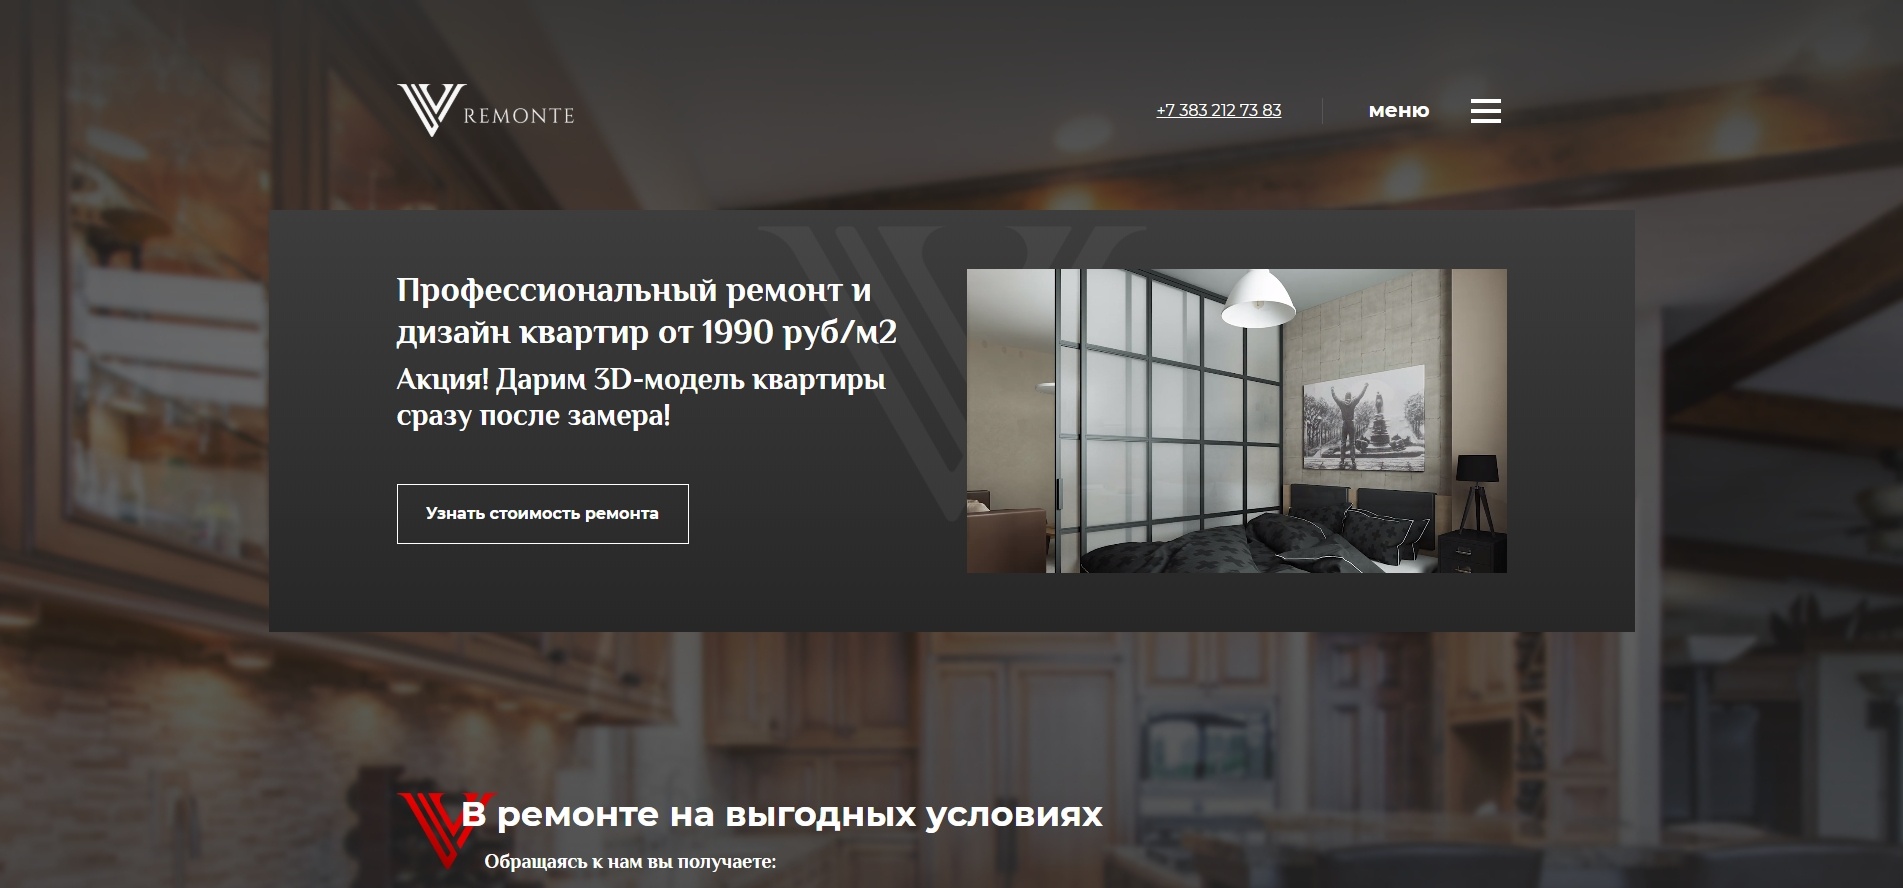 V REMONTE
+7 383 212 73 83
меню
Профессиональный ремонт и
дизайн квартир от 1990 руб/м2
Акция! Дарим 3D-модель квартиры
сразу после замера!
Узнать стоимость ремонта
В ремонте на выгодных условиях
Обращаясь к нам вы получаете: